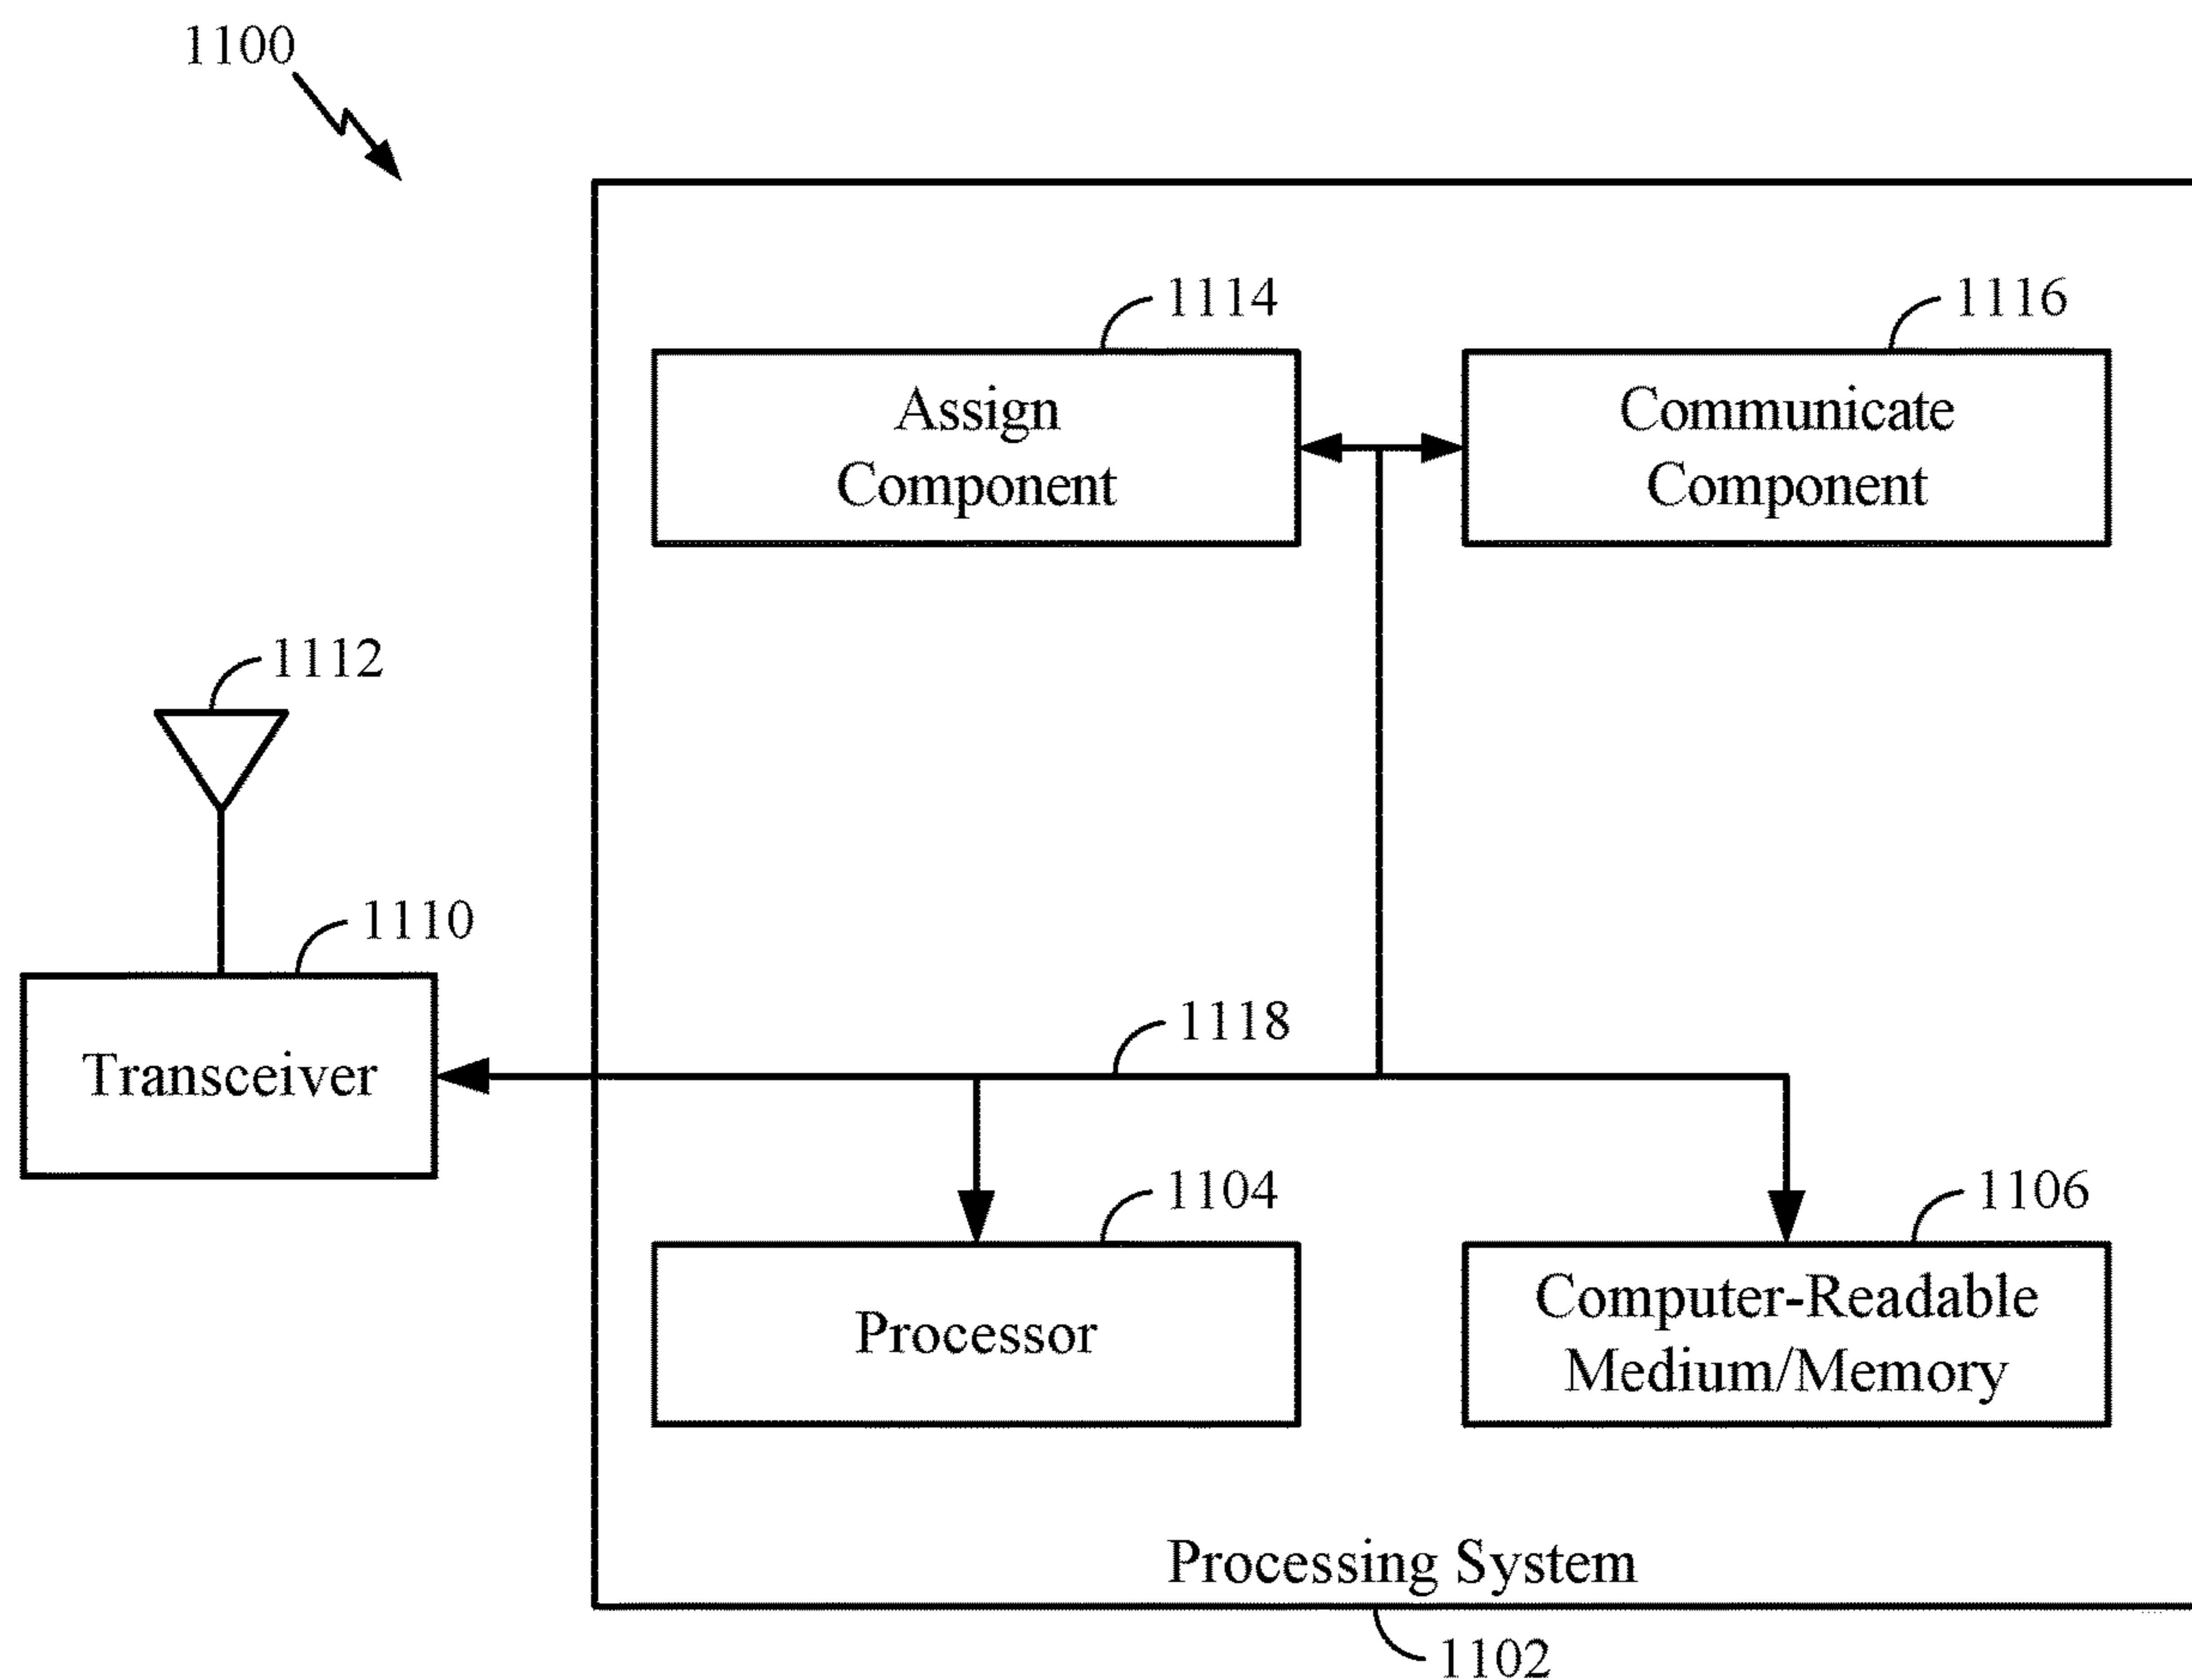 1100
1114
1116
Assign
Component
Communicate
Component
1112
1110
1118
Transceiver
1104
1106
Processor
Computer-Readable
Medium/Memory
Processing System
1102